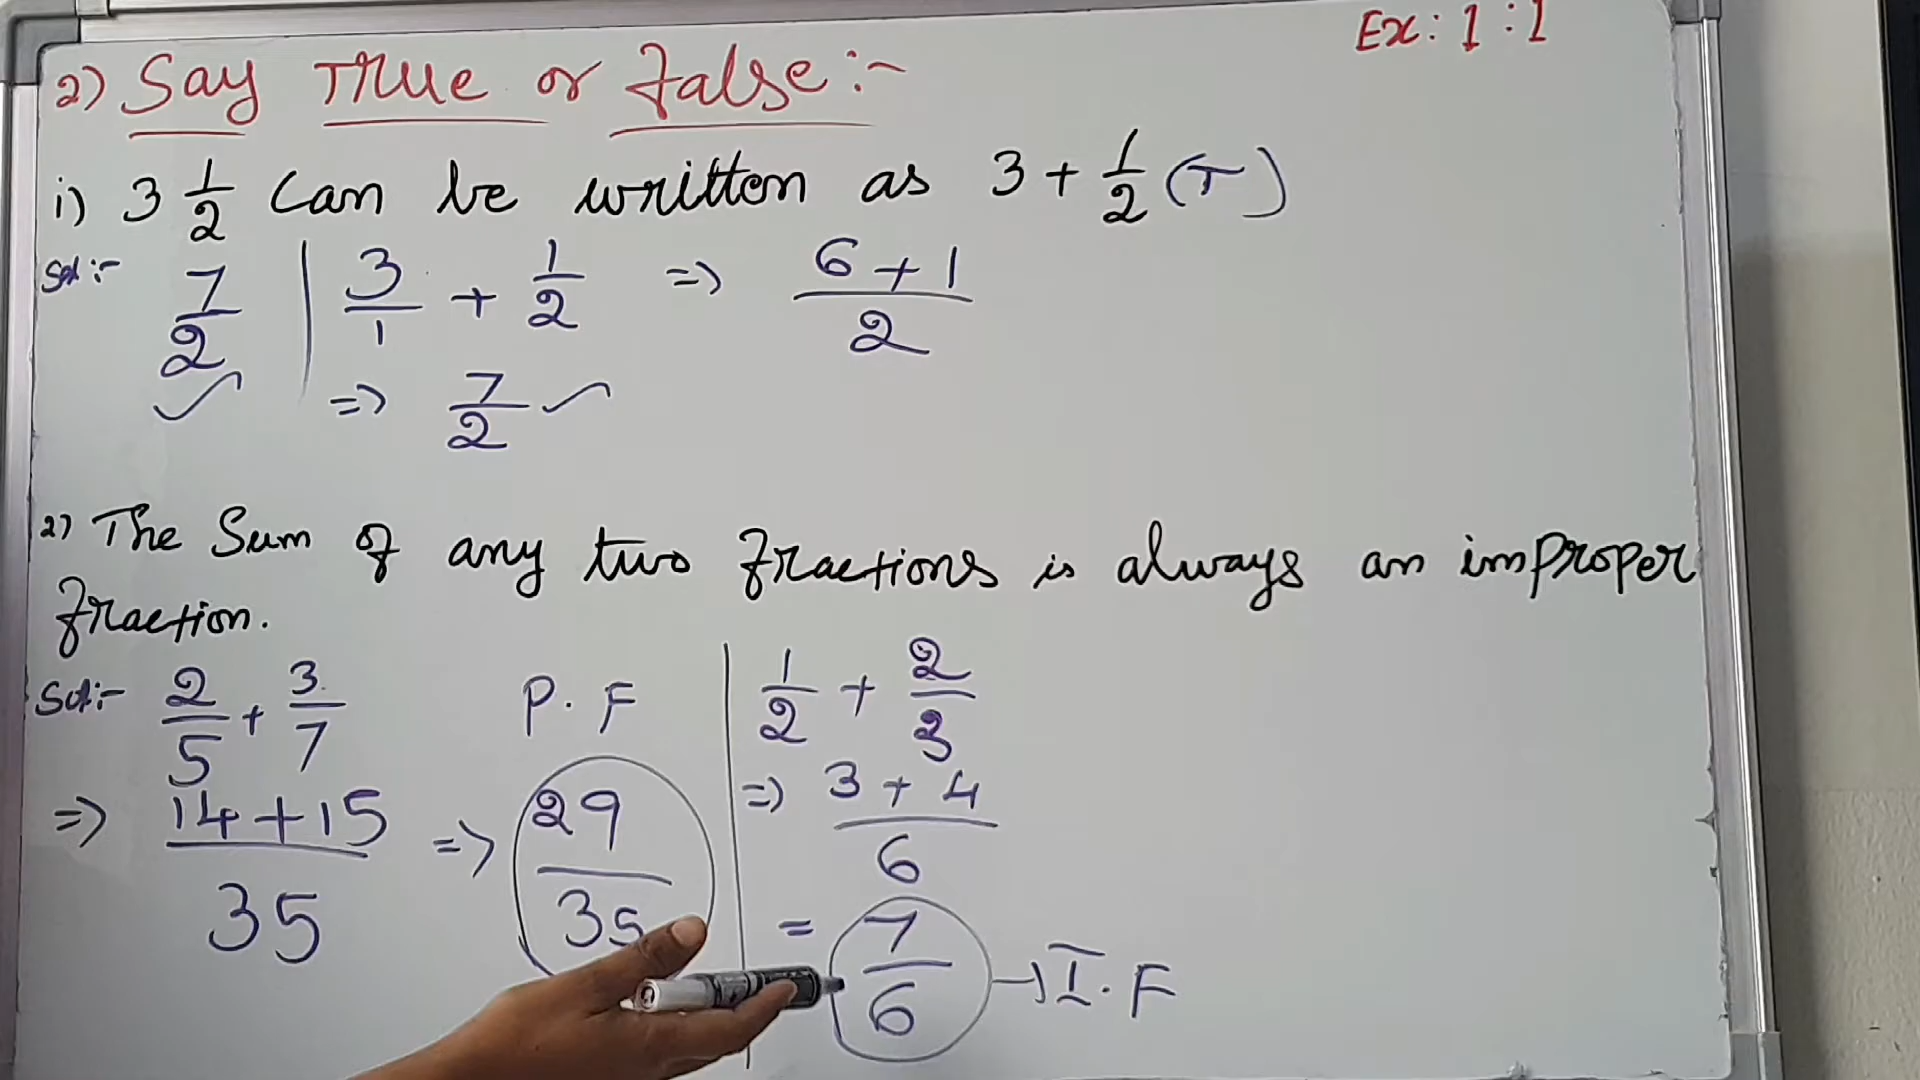 Ex: 1:1
2) Say True or False:-
i) 3 1/2 can be written as 3 + 1/2 (T)
Sol:- 7/2 | 3/1 + 1/2 => 6+1/2
=> 7/2
2) The Sum of any two fractions is always an improper
fraction.
Sol:- 2/5 + 3/7
=> 14+15/35 => 29/35
P.F
1/2 + 2/3
=> 3+4/6
= 7/6 → I.F